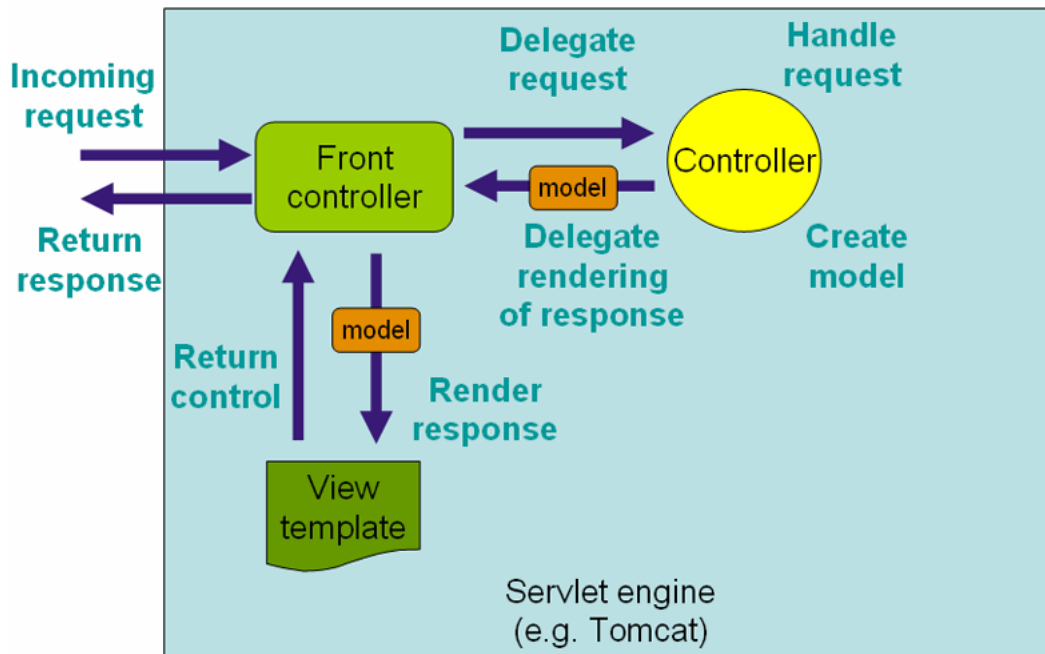 Incoming
request
Return
response
Front
controller
Delegate
request
Handle
request
Controller
model
Delegate
rendering
of response
Create
model
model
Return
control
Render
response
View
template
Servlet engine
(e.g. Tomcat)